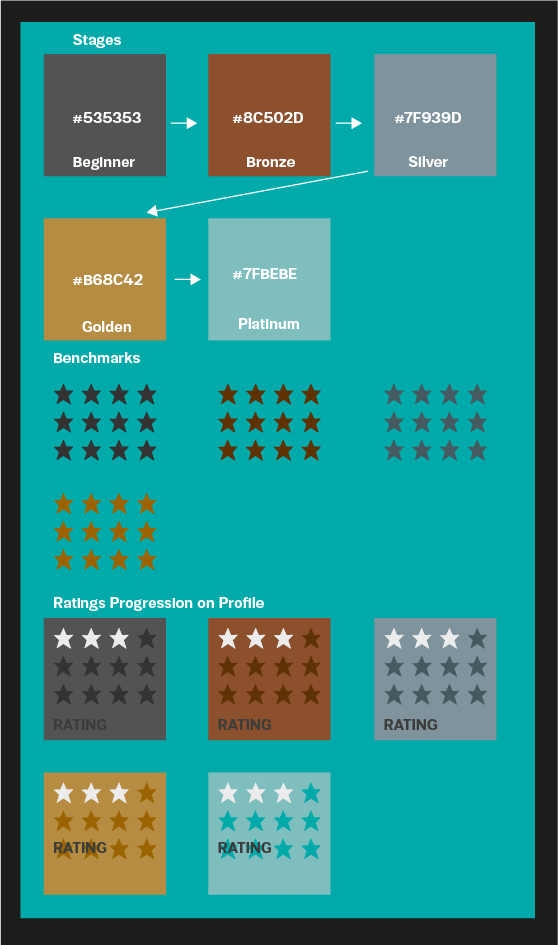 Stages
#535353
Beginner
#8C502D
Bronze
#7F939D
Silver
#B68C42
Golden
#7FBEBE
Platinum
Benchmarks
Ratings Progression on Profile
RATING
RATING
RATING
RATING
RATING